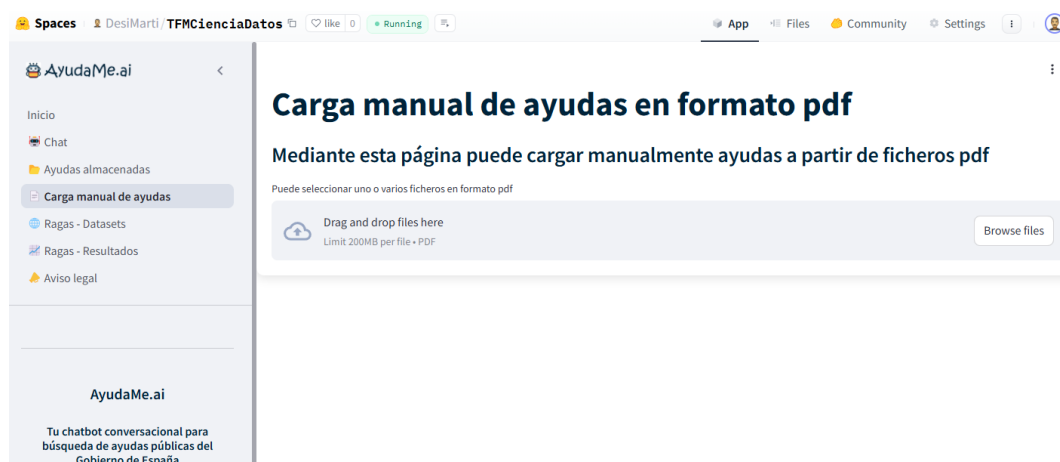 Spaces DesiMarti/TFMCienciaDatos like 0 Running App Files Community Settings
AyudaMe.ai
Inicio
Chat
Ayudas almacenadas
Carga manual de ayudas
Ragas - Datasets
Ragas - Resultados
Aviso legal
AyudaMe.ai
Tu chatbot conversacional para
búsqueda de ayudas públicas del
Gobierno de España
Carga manual de ayudas en formato pdf
Mediante esta página puede cargar manualmente ayudas a partir de ficheros pdf
Puede seleccionar uno o varios ficheros en formato pdf
Drag and drop files here
Limit 200MB per file • PDF
Browse files